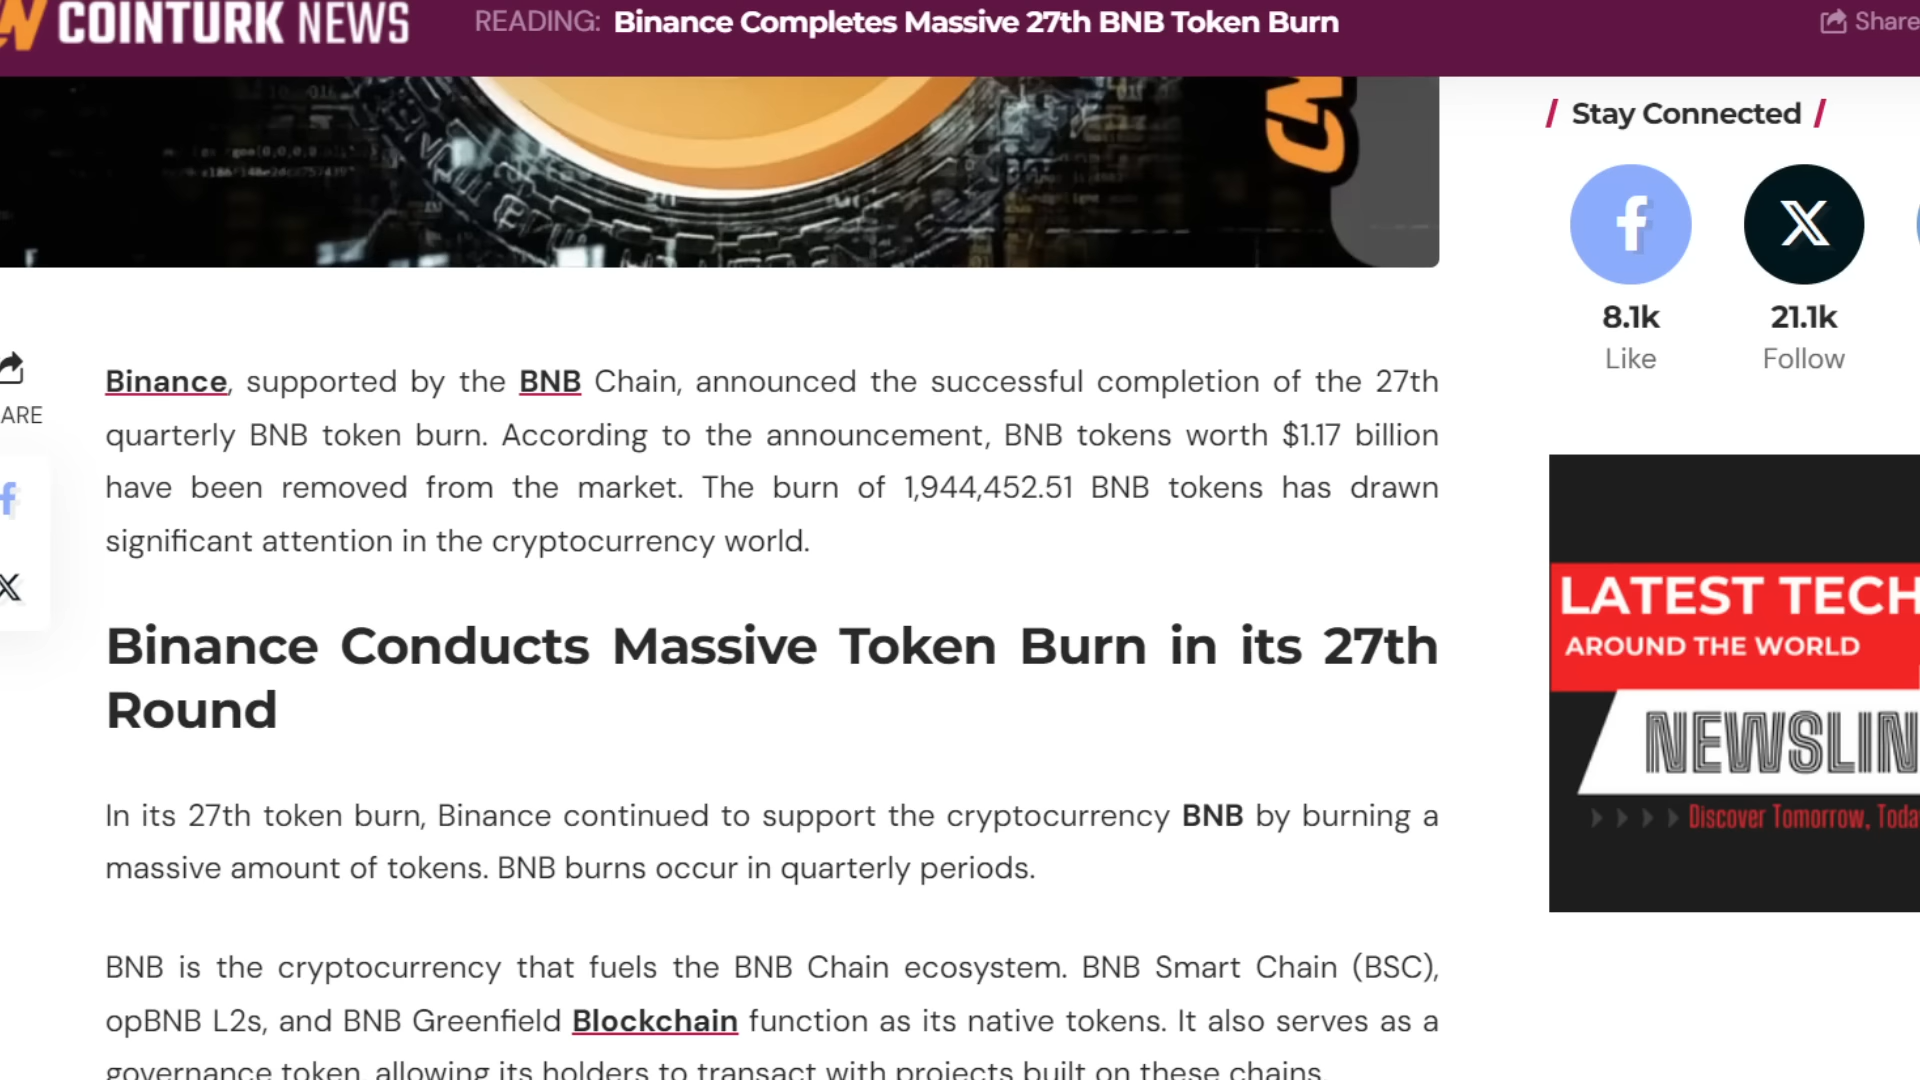 COINTURK NEWS
READING: Binance Completes Massive 27th BNB Token Burn
Share
Stay Connected
8.1k
Like
21.1k
Follow
ARE
Binance, supported by the BNB Chain, announced the successful completion of the 27th
quarterly BNB token burn. According to the announcement, BNB tokens worth $1.17 billion
have been removed from the market. The burn of 1,944,452.51 BNB tokens has drawn
significant attention in the cryptocurrency world.
Binance Conducts Massive Token Burn in its 27th
Round
In its 27th token burn, Binance continued to support the cryptocurrency BNB by burning a
massive amount of tokens. BNB burns occur in quarterly periods.
BNB is the cryptocurrency that fuels the BNB Chain ecosystem. BNB Smart Chain (BSC),
opBNB L2s, and BNB Greenfield Blockchain function as its native tokens. It also serves as a
governance token, allowing its holders to transact with projects built on these chains.
LATEST TECH
AROUND THE WORLD
NEWSLIN
Discover Tomorrow, Toda